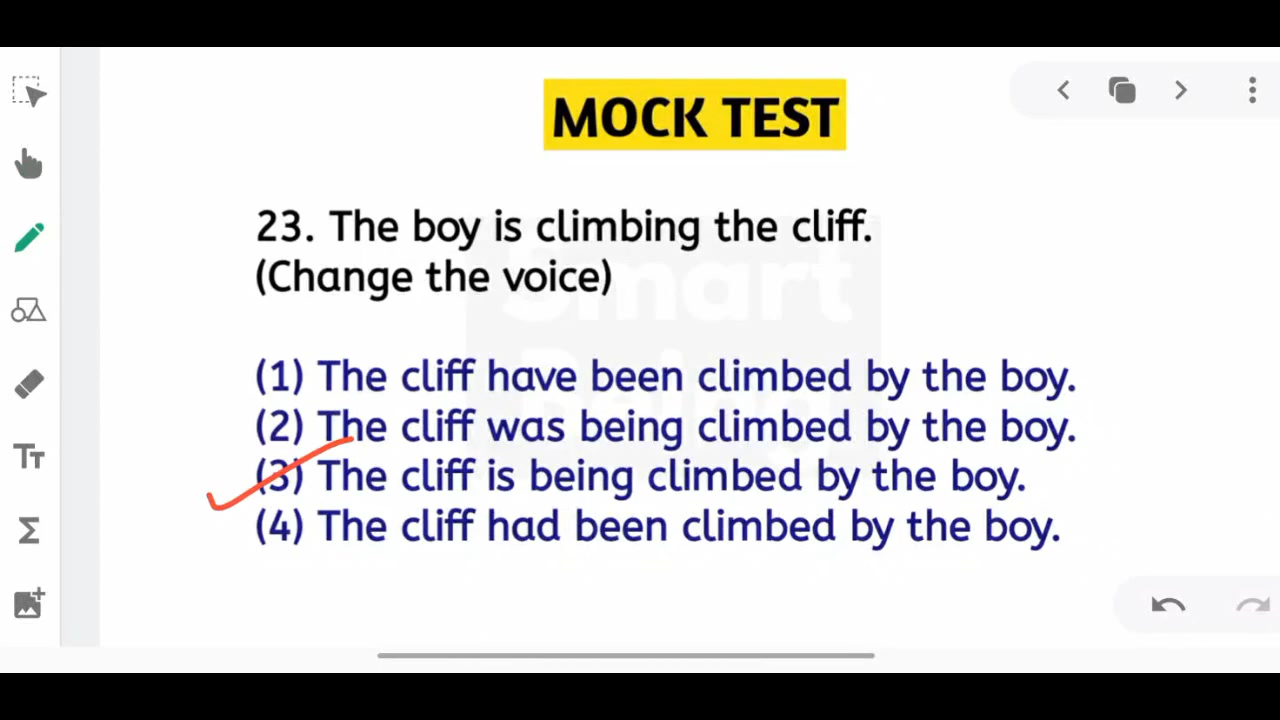 MOCK TEST
23. The boy is climbing the cliff.
(Change the voice)
(1) The cliff have been climbed by the boy.
(2) The cliff was being climbed by the boy.
(3) The cliff is being climbed by the boy.
(4) The cliff had been climbed by the boy.
Smart
Being